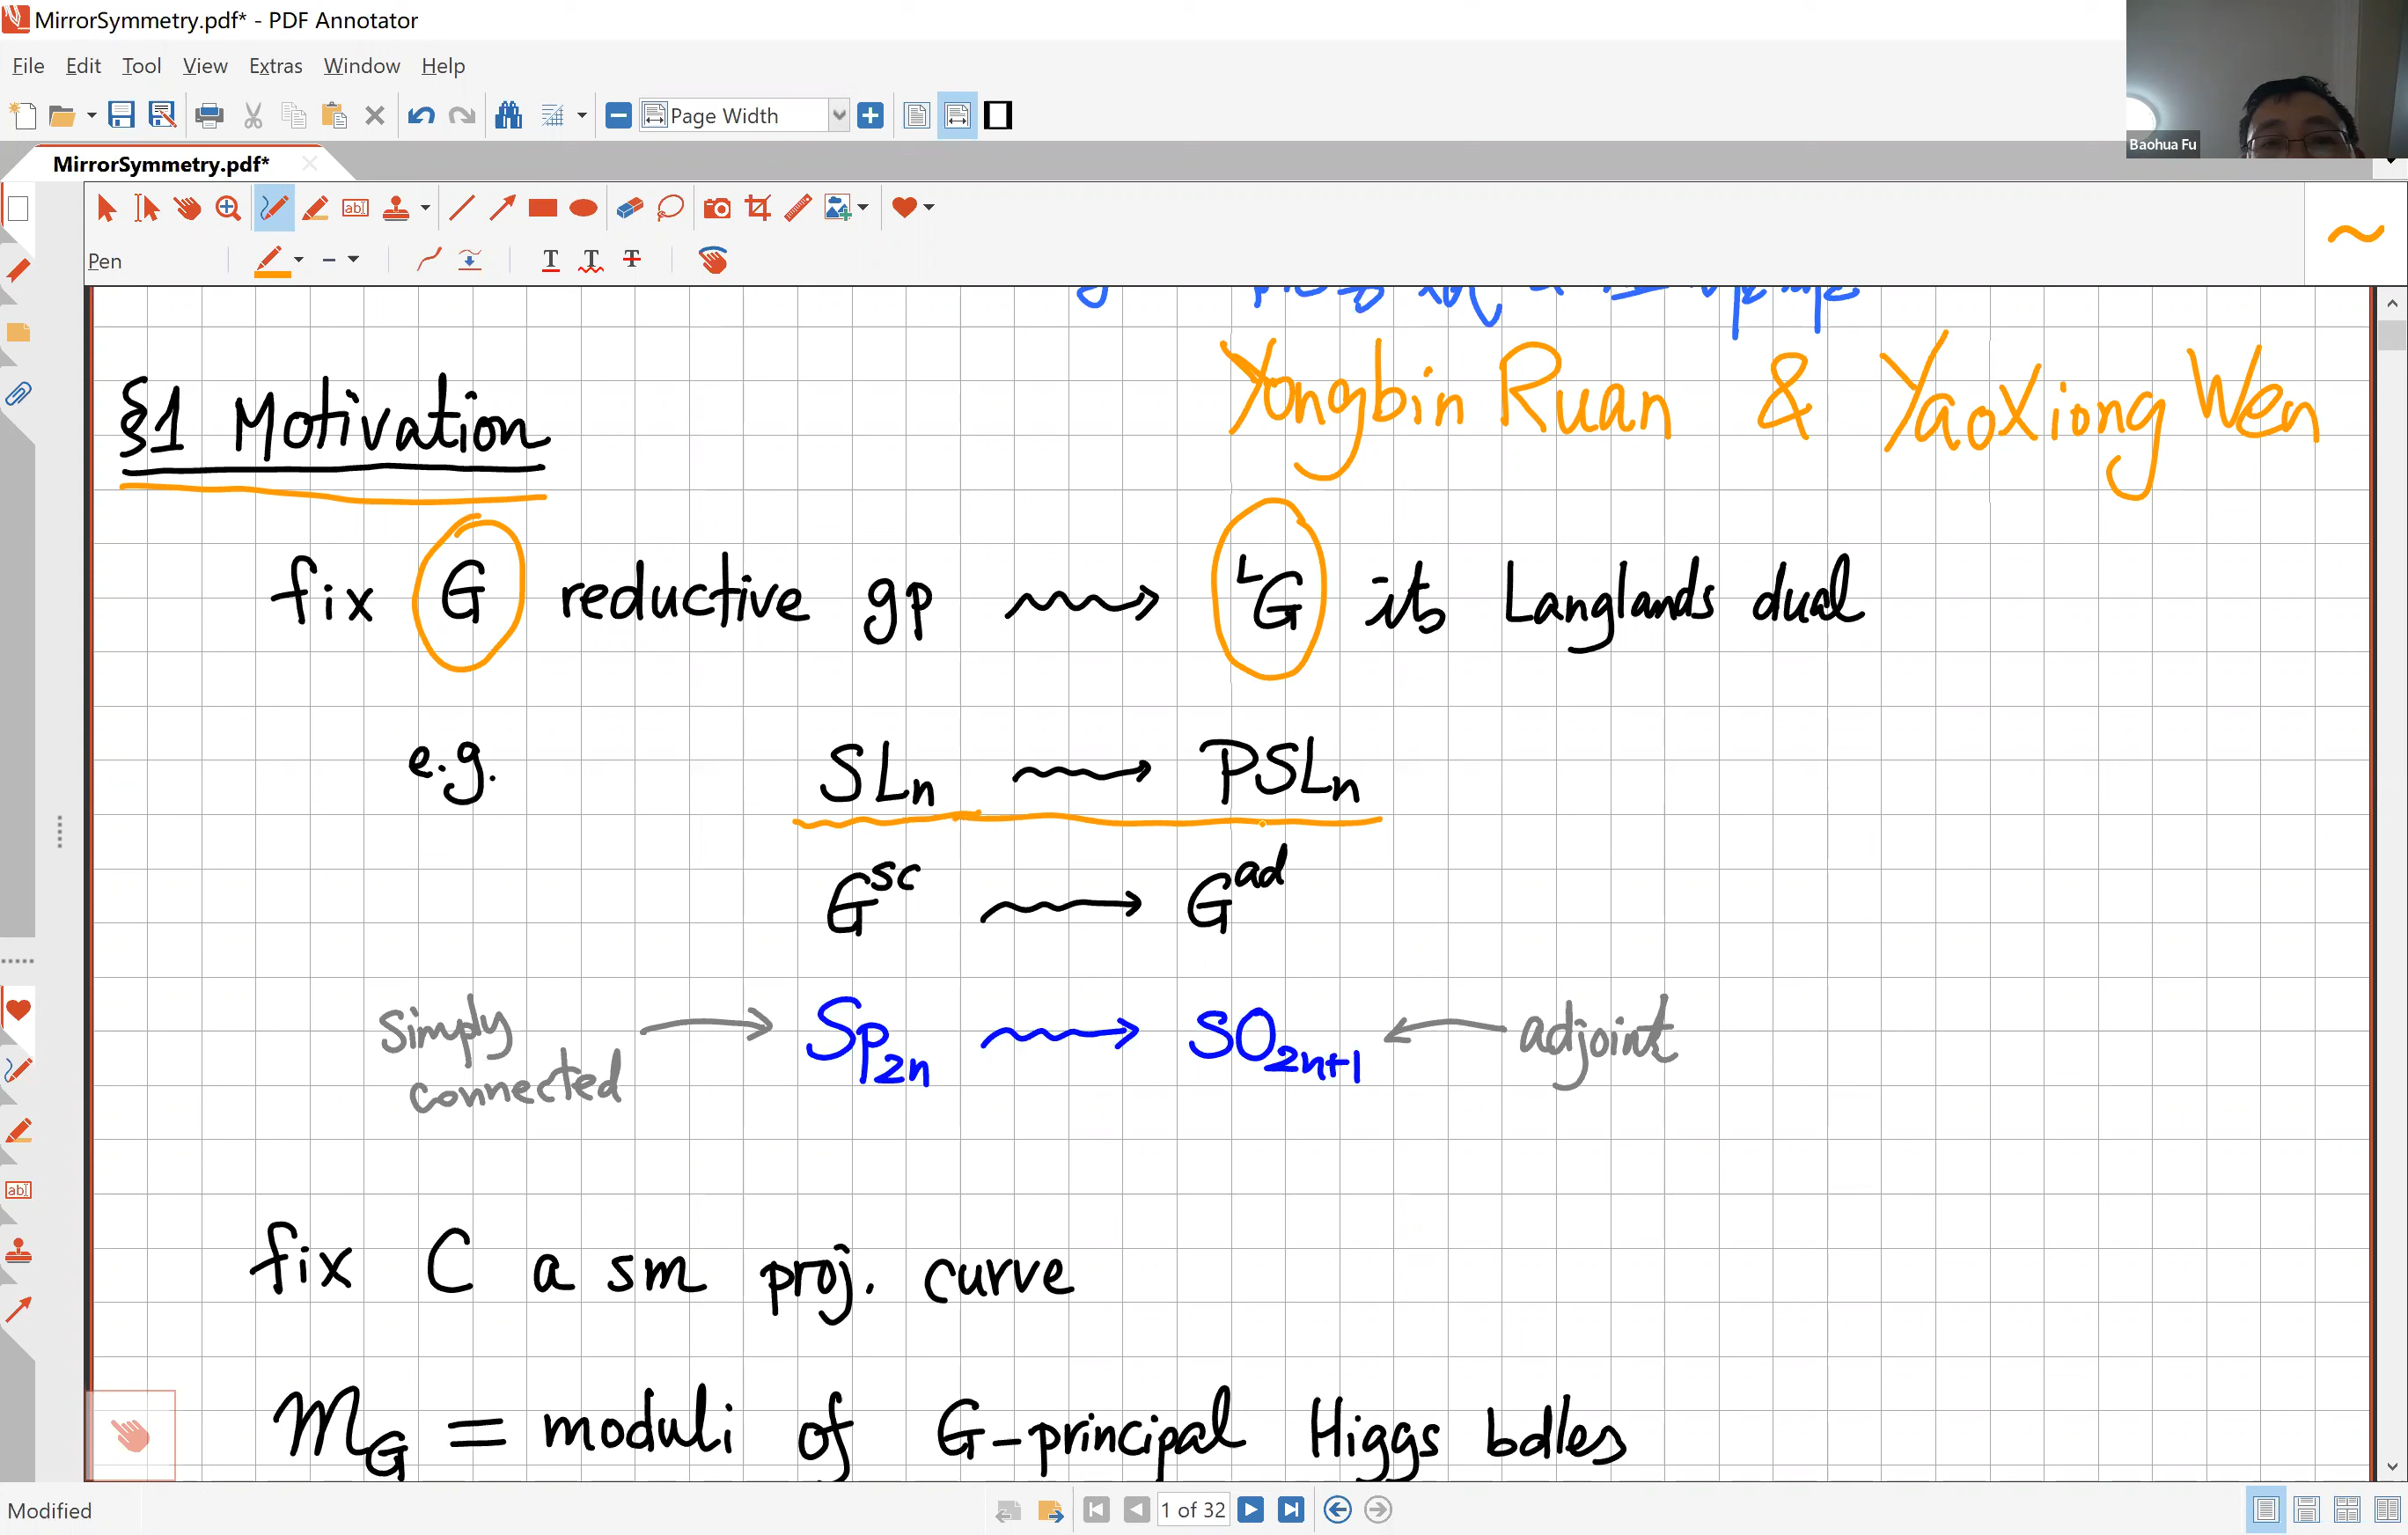 MirrorSymmetry.pdf* - PDF Annotator
File Edit Tool View Extras Window Help
Page Width
Baohua Fu
MirrorSymmetry.pdf*
Pen
Yongbin Ruan & YaoXiong Wen
§1 Motivation
fix G reductive gp ⇝ ᴸG its Langlands dual
e.g. SLₙ ⇝ PSLₙ
G^sc ⇝ G^ad
simply connected → Sp₂ₙ ⇝ SO₂ₙ₊₁ ← adjoint
fix C a sm proj. curve
M_G = moduli of G-principal Higgs bdles
Modified
1 of 32